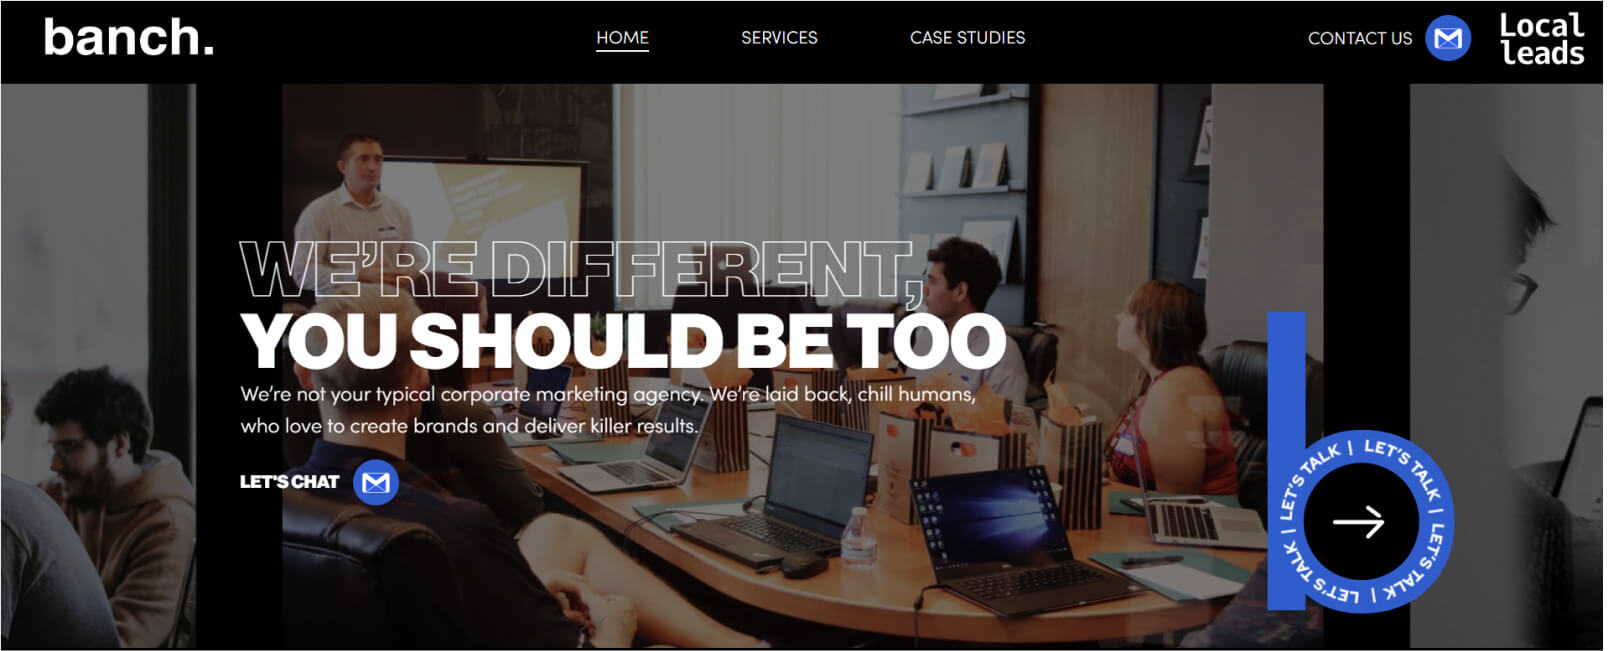 banch.
HOME
SERVICES
CASE STUDIES
CONTACT US
Local
leads
WE'RE DIFFERENT,
YOU SHOULD BE TOO
We're not your typical corporate marketing agency. We're laid back, chill humans,
who love to create brands and deliver killer results.
LET'S CHAT
LET'S TALK | LET'S TALK | LET'S TALK | LET'S TALK | LET'S TALK |